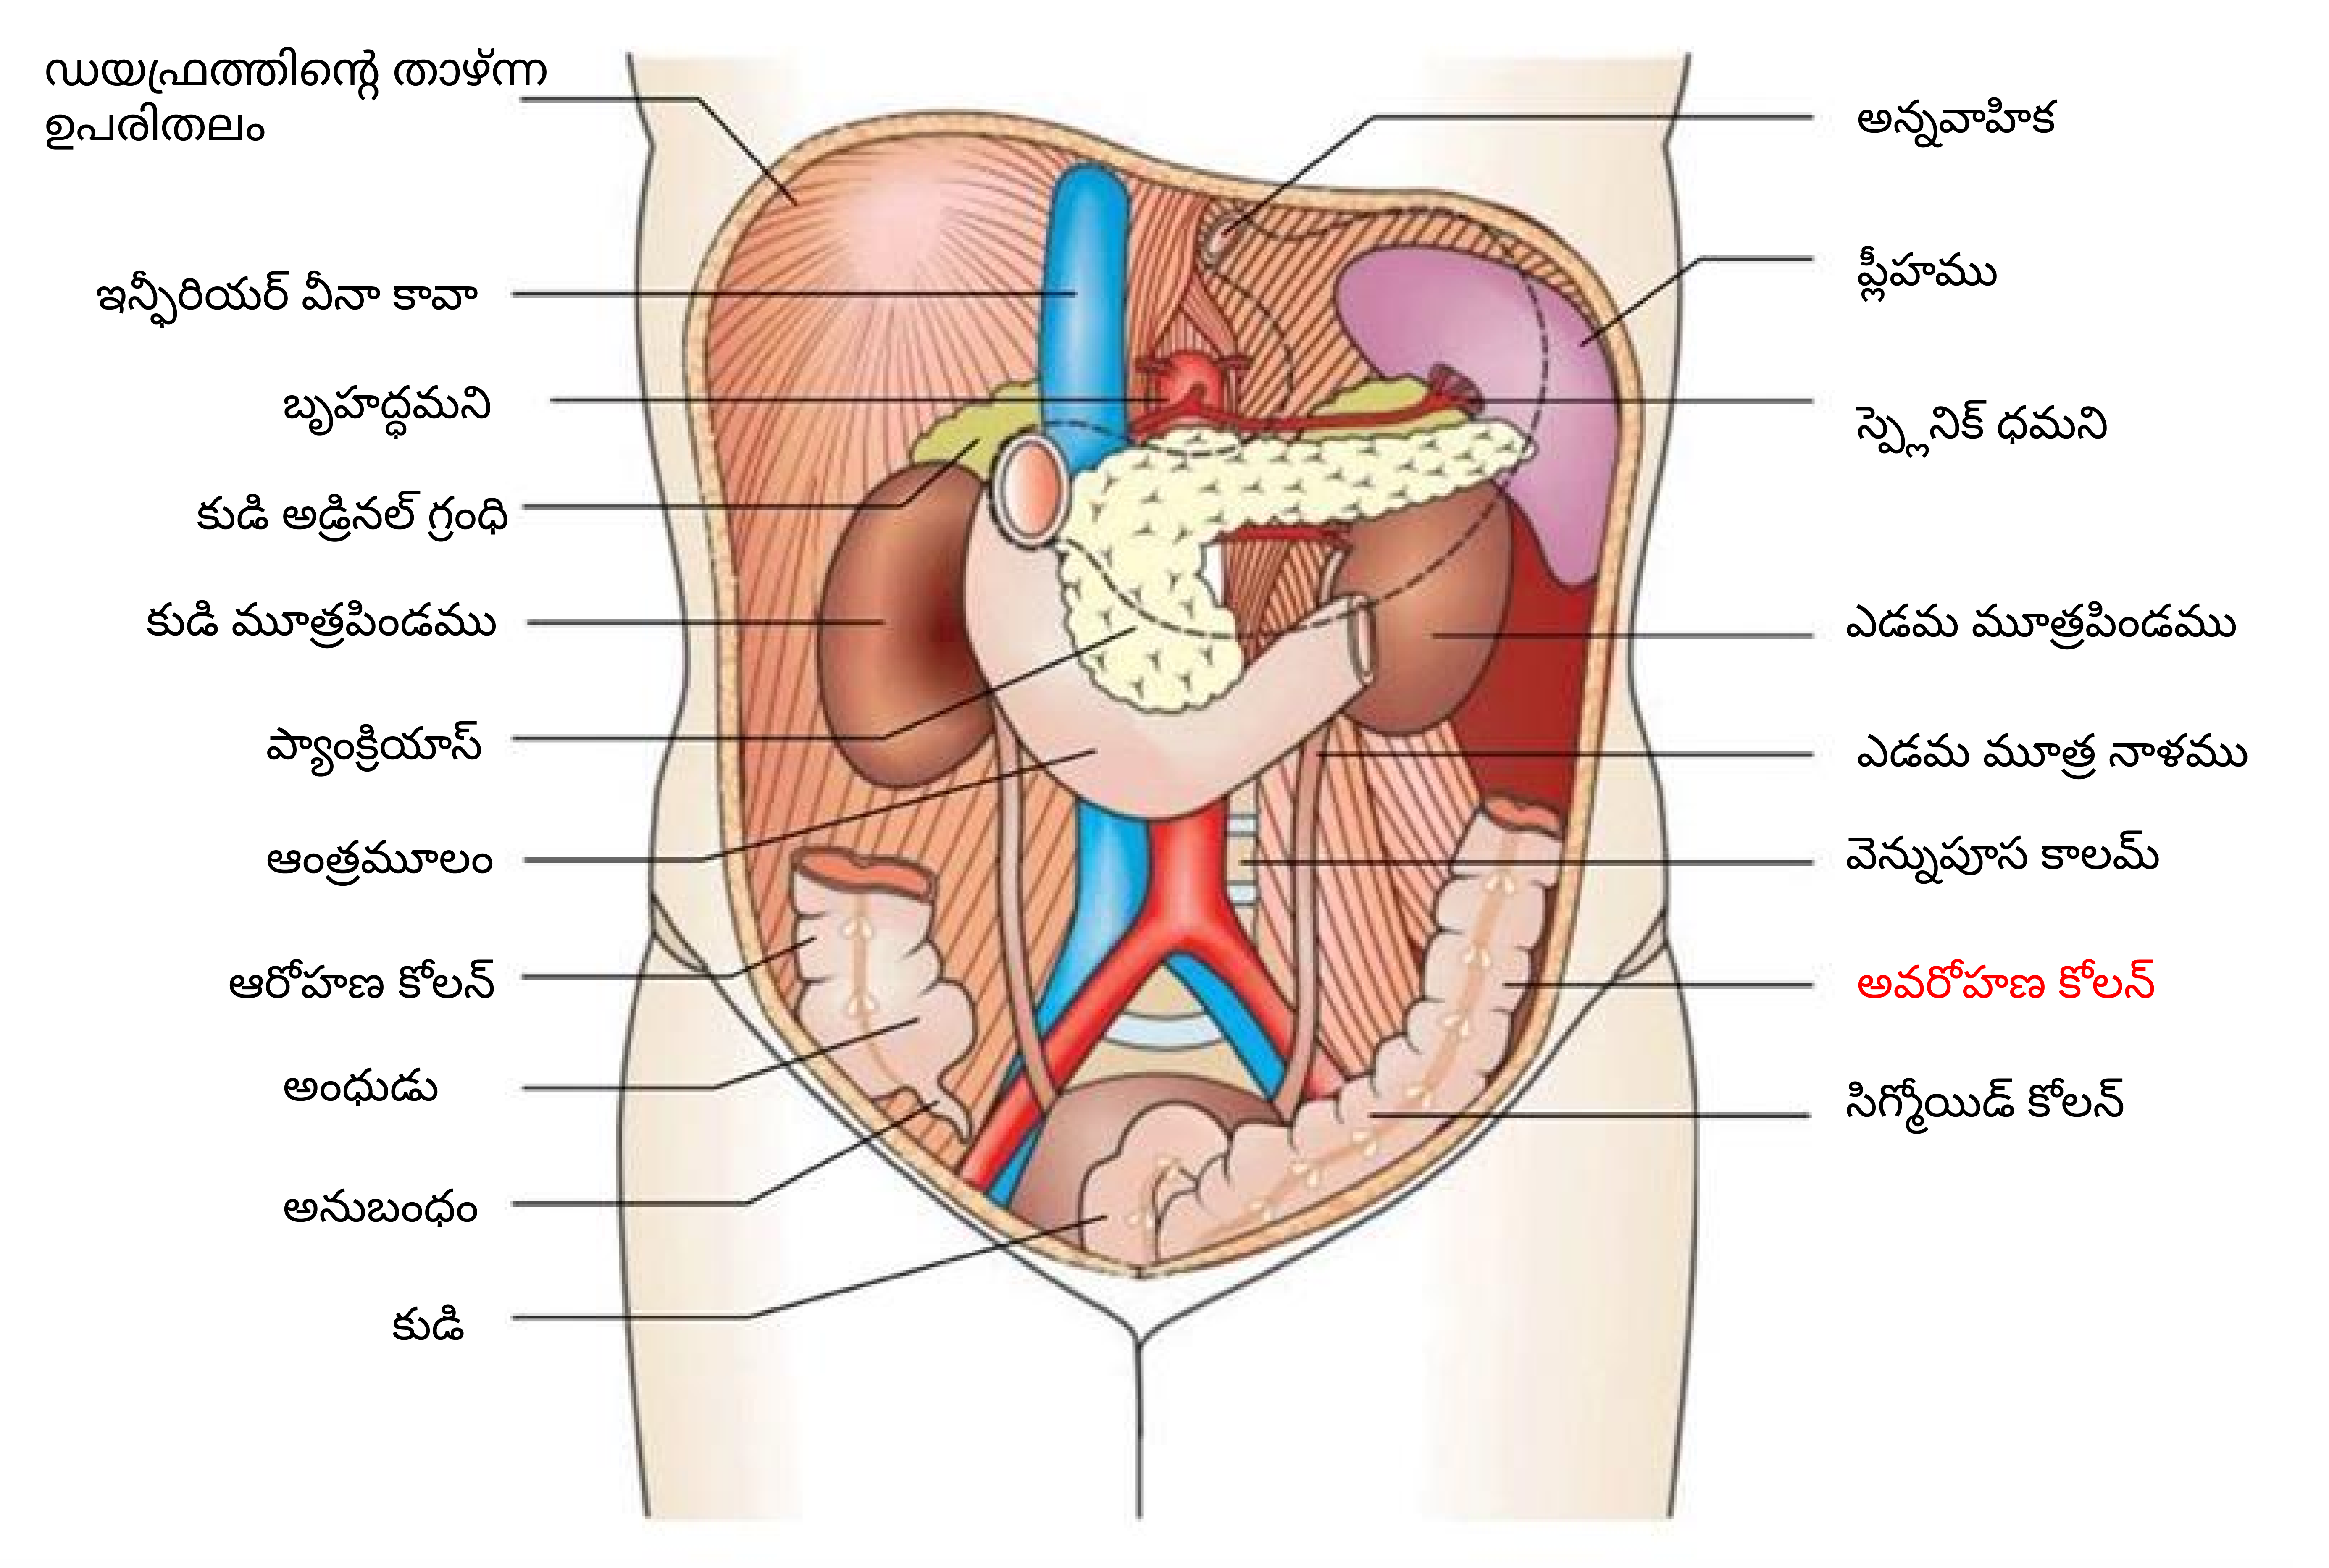 ഡയഫ്രത്തിന്റെ താഴ്ന്ന
ഉപരിതലം
ఇన్ఫీరియర్ వీనా కావా
బృహద్ధమని
కుడి అడ్రినల్ గ్రంధి
కుడి మూత్రపిండము
ప్యాంక్రియాస్
ఆంత్రమూలం
ఆరోహణ కోలన్
అంధుడు
అనుబంధం
కుడి
అన్నవాహిక
ప్లీహము
స్ప్లెనిక్ ధమని
ఎడమ మూత్రపిండము
ఎడమ మూత్ర నాళము
వెన్నుపూస కాలమ్
అవరోహణ కోలన్
సిగ్మోయిడ్ కోలన్